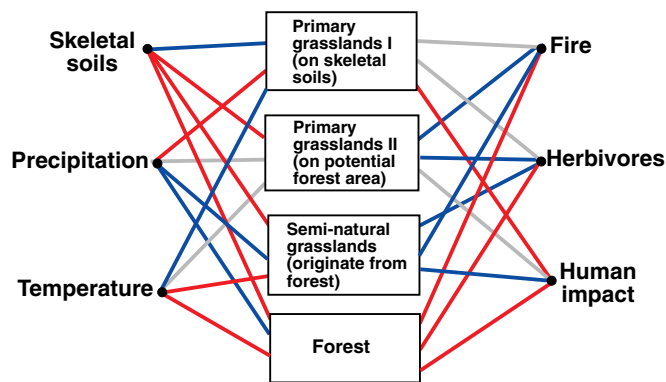 Skeletal
soils
Precipitation
Temperature
Primary
grasslands I
(on skeletal
soils)
Primary
grasslands II
(on potential
forest area)
Semi-natural
grasslands
(originate from
forest)
Forest
Fire
Herbivores
Human
impact